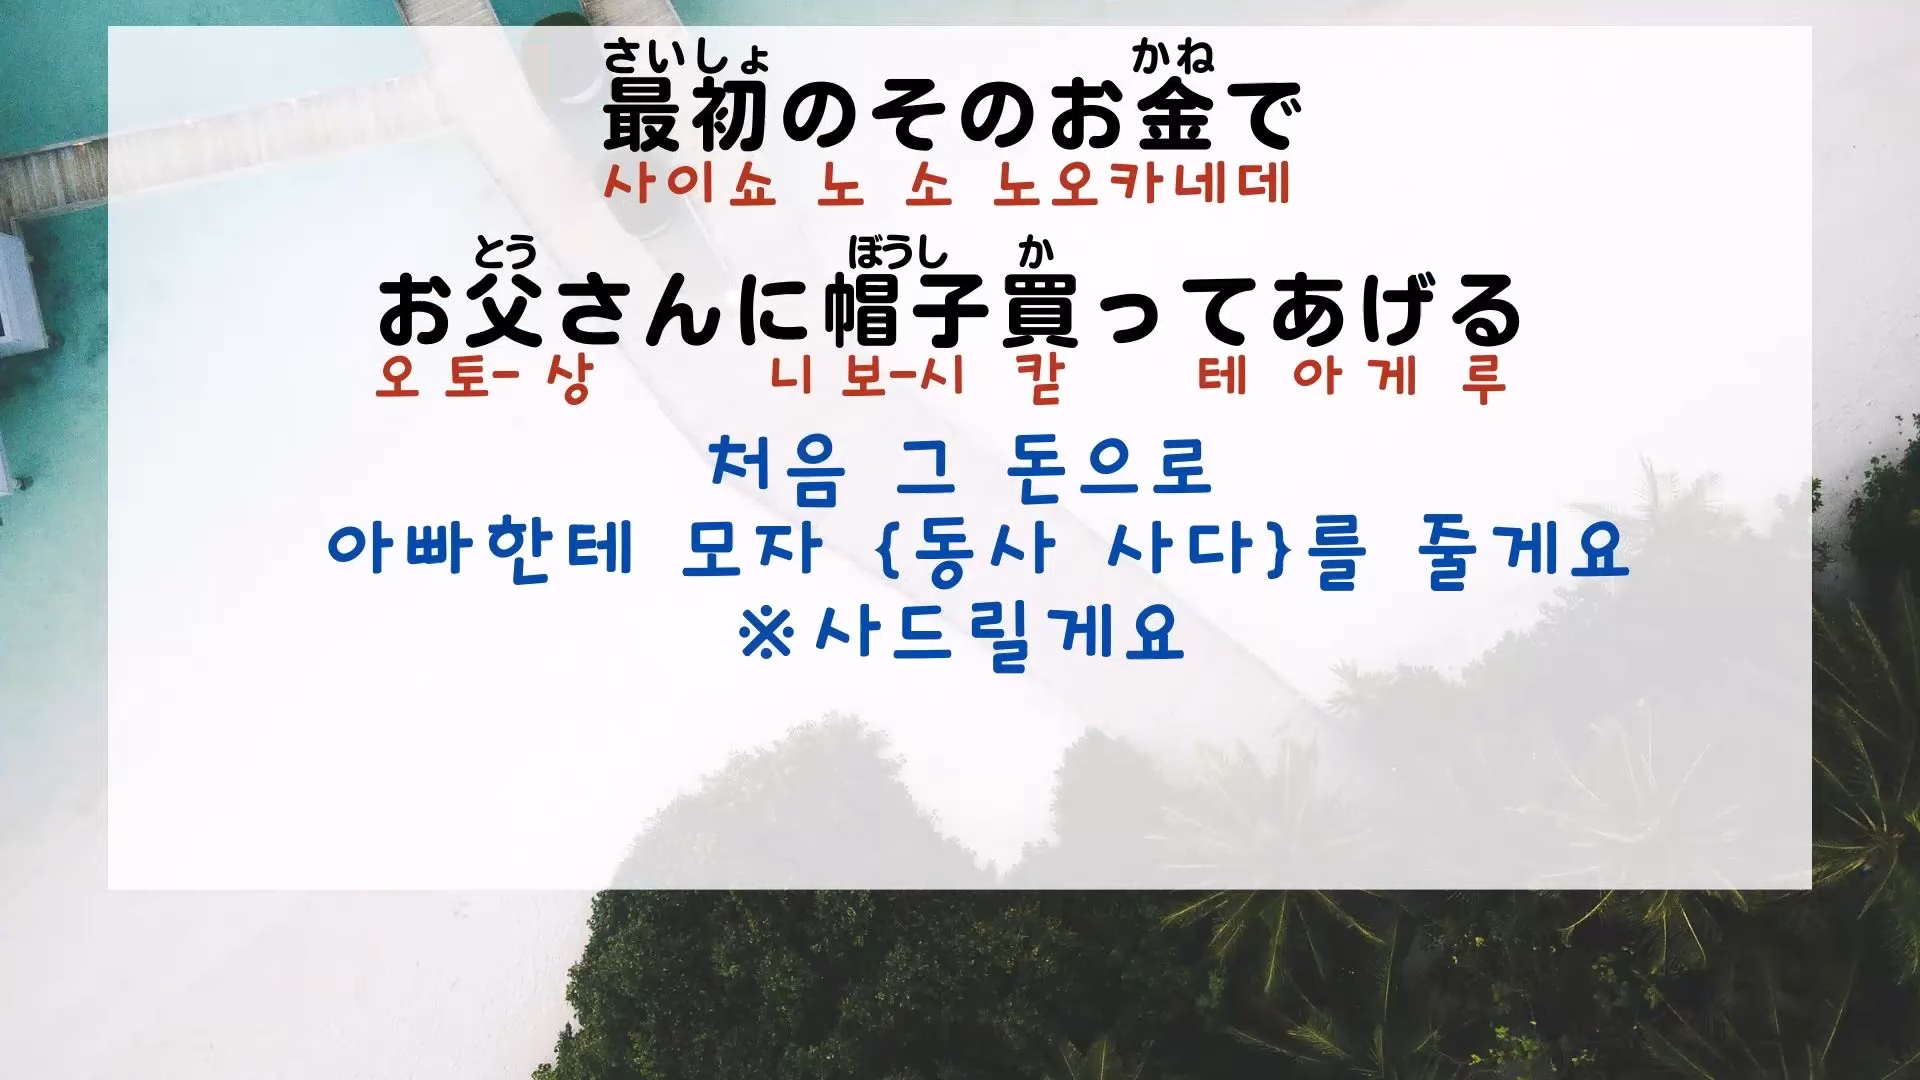 さいしょ かね
最初のそのお金で
사이쇼 노 소 노오카네데
とう ぼうし か
お父さんに帽子買ってあげる
오 토- 상 니 보-시 칻 테 아 게 루
처음 그 돈으로
아빠한테 모자 {동사 사다}를 줄게요
※사드릴게요